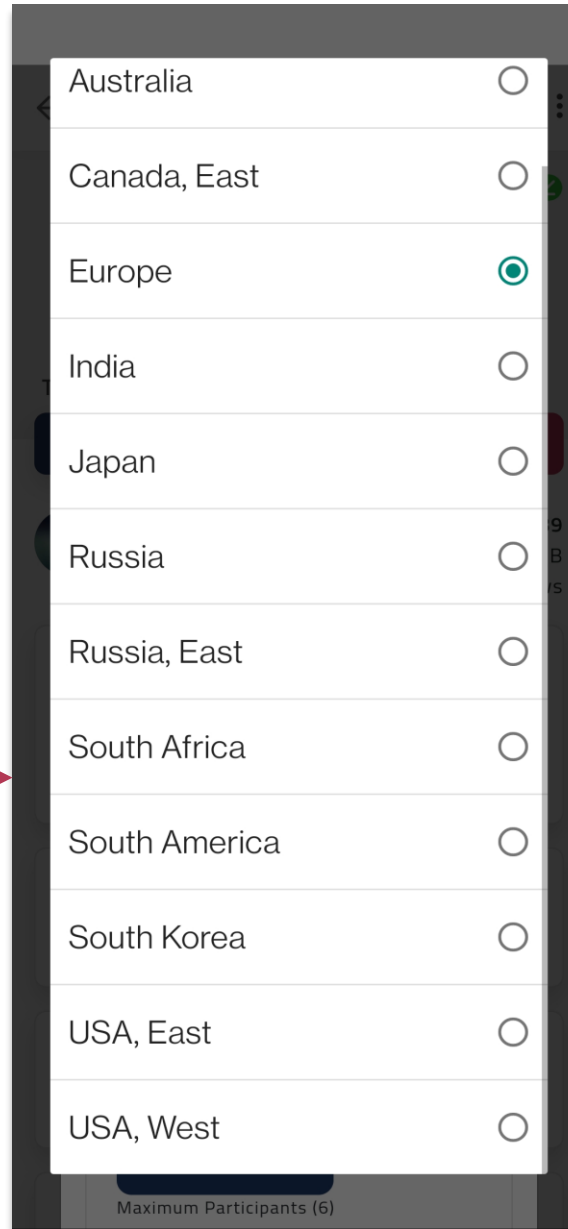 Australia
Canada, East
Europe
India
Japan
Russia
Russia, East
South Africa
South America
South Korea
USA, East
USA, West
Maximum Participants (6)